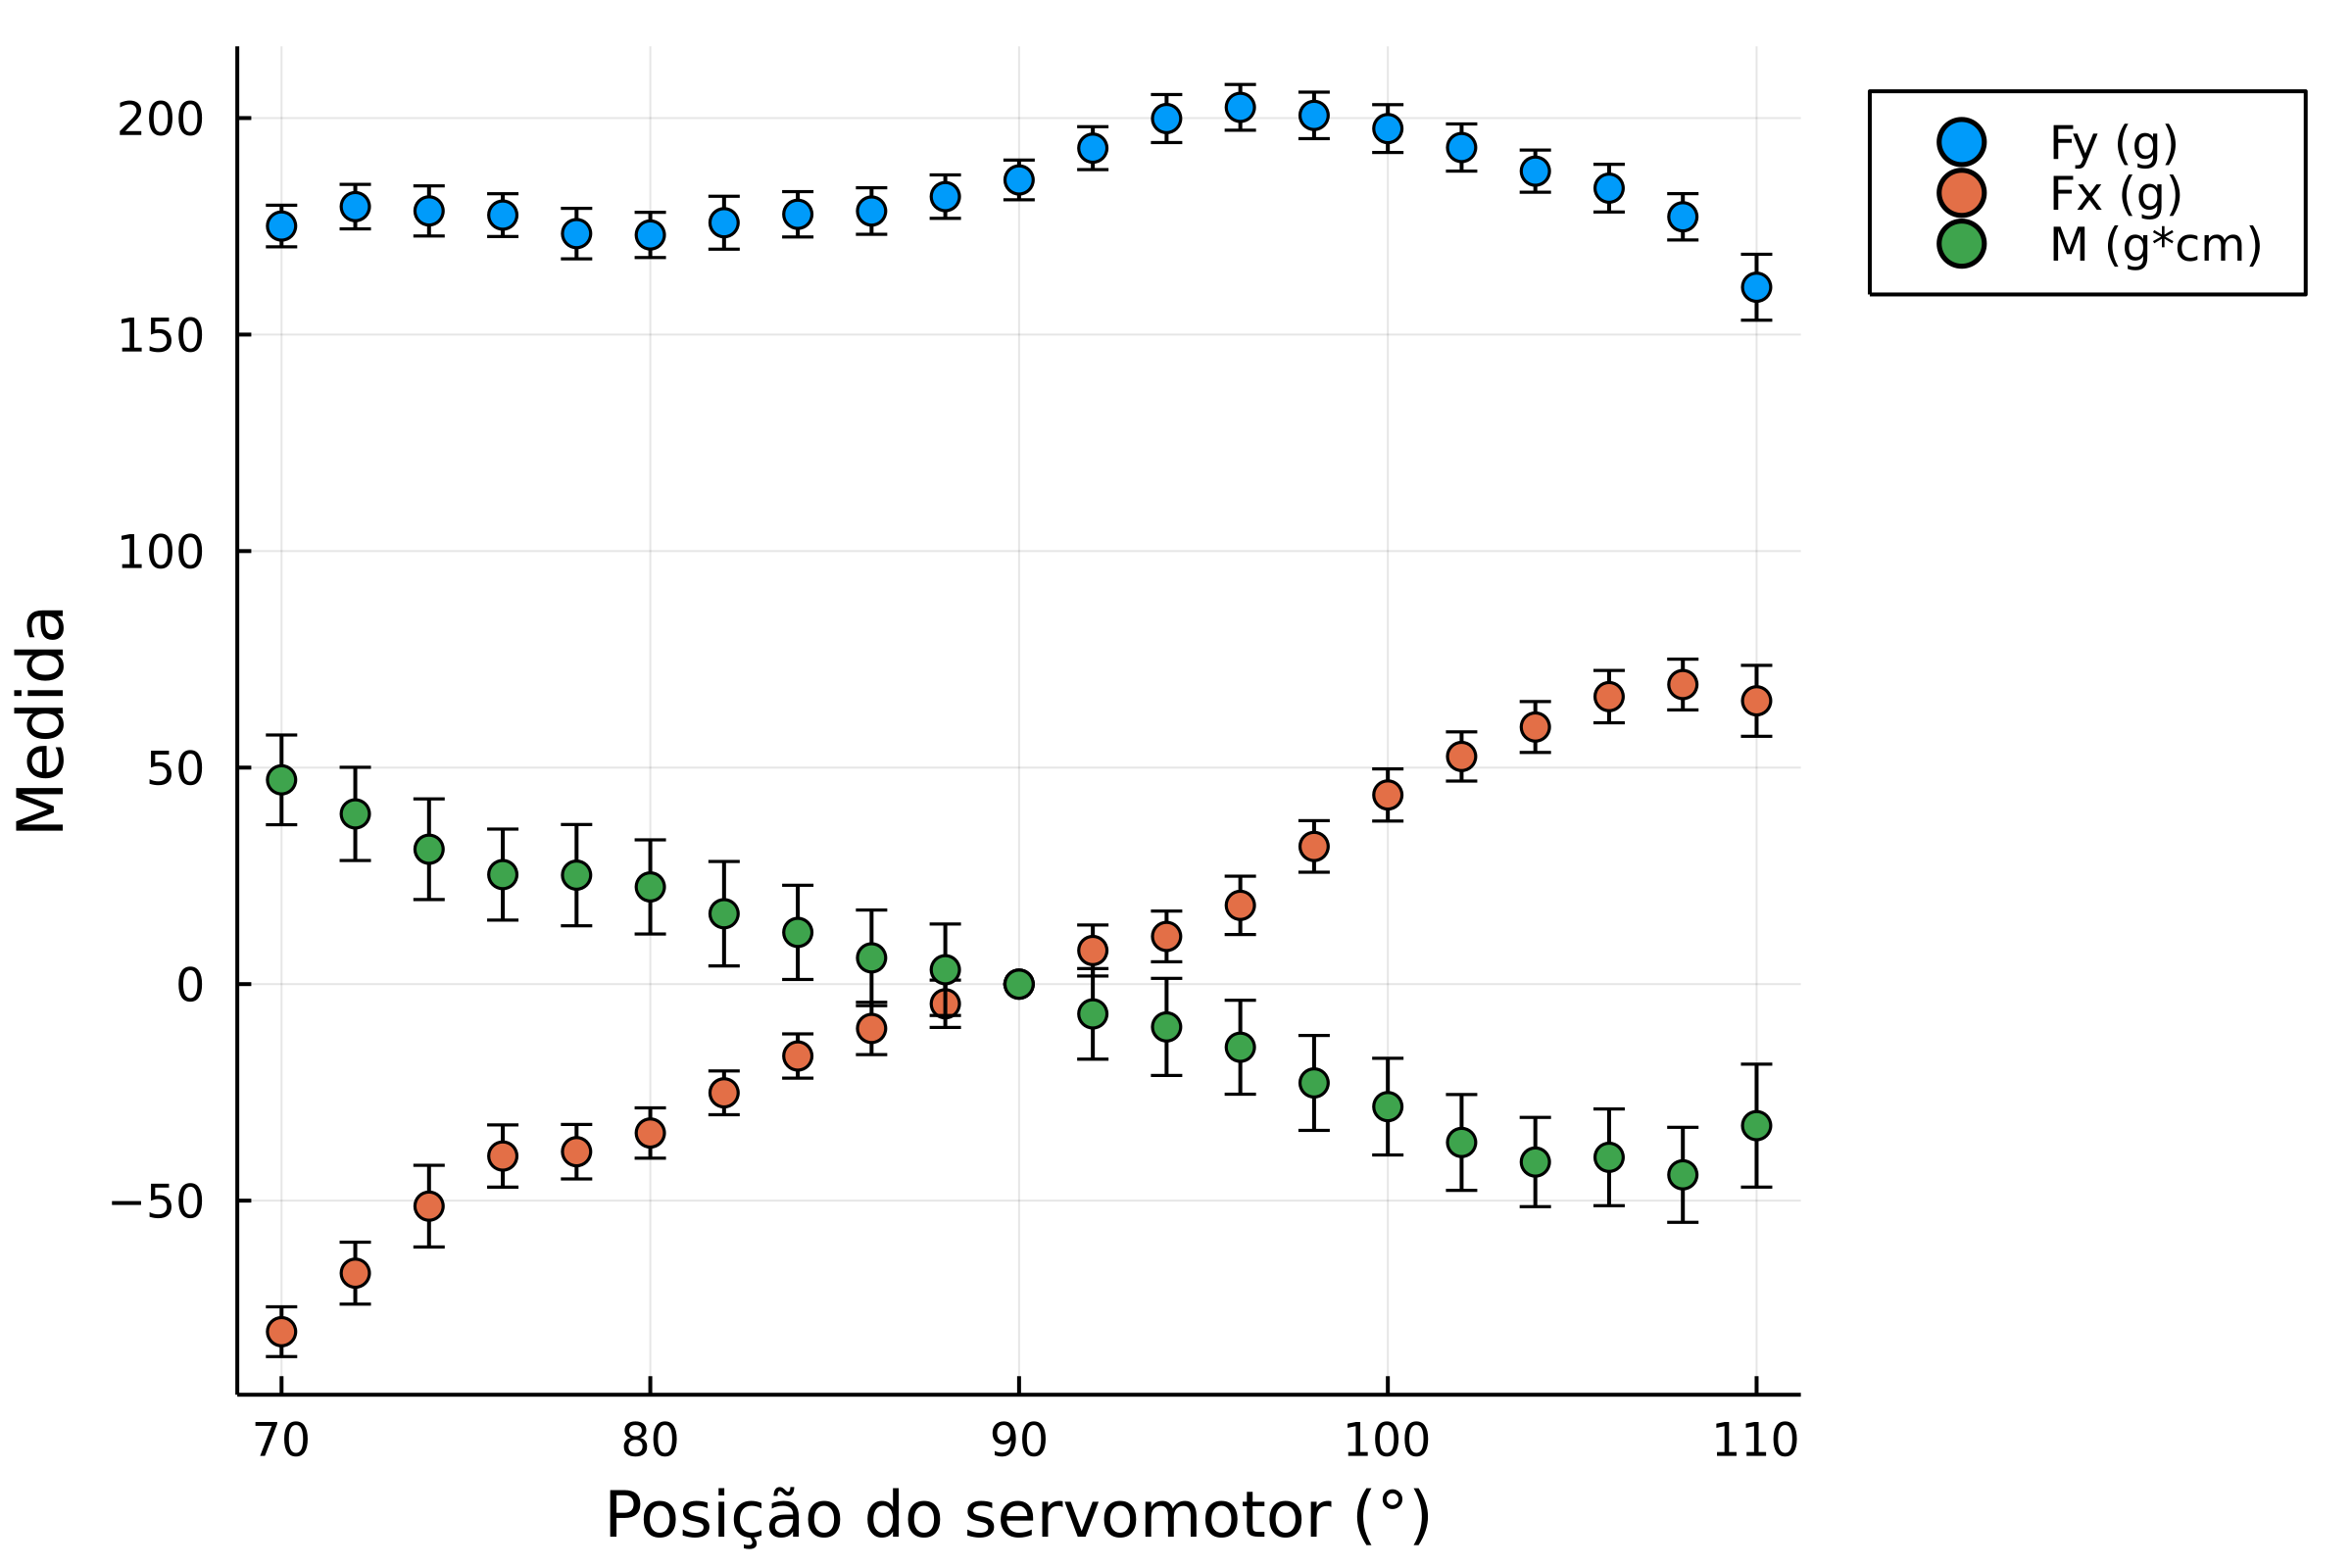 200
150
100
50
0
−50
Medida
70 80 90 100 110
Posição do servomotor (°)
Fy (g)
Fx (g)
M (g*cm)